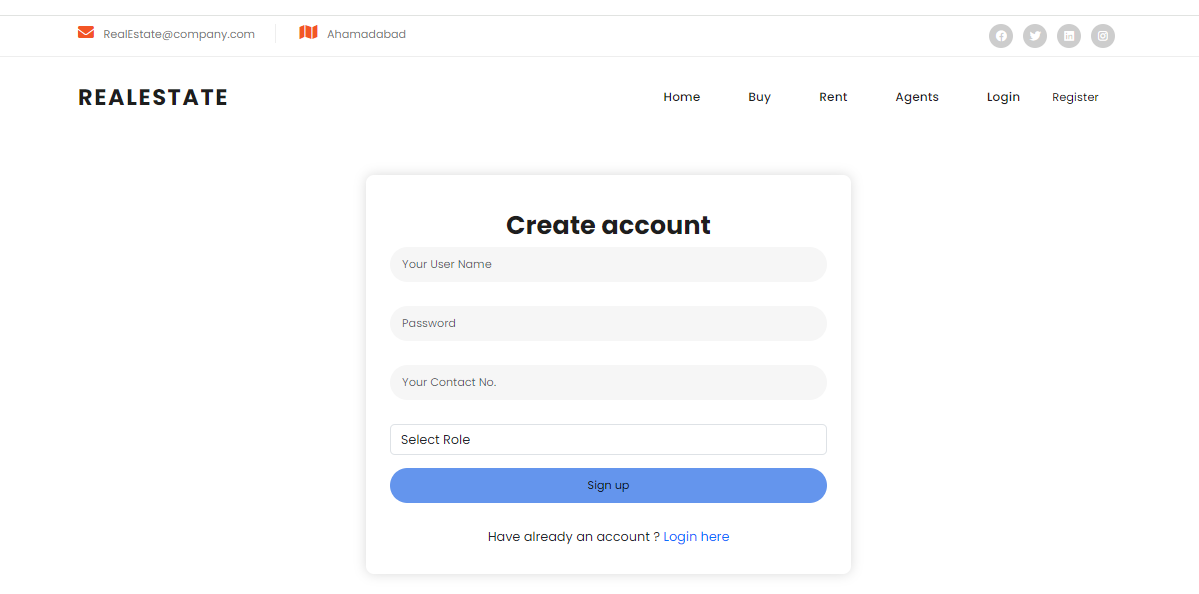 RealEstate@company.com Ahamadabad
REALESTATE Home Buy Rent Agents Login Register
Create account
Your User Name
Password
Your Contact No.
Select Role
Sign up
Have already an account ? Login here